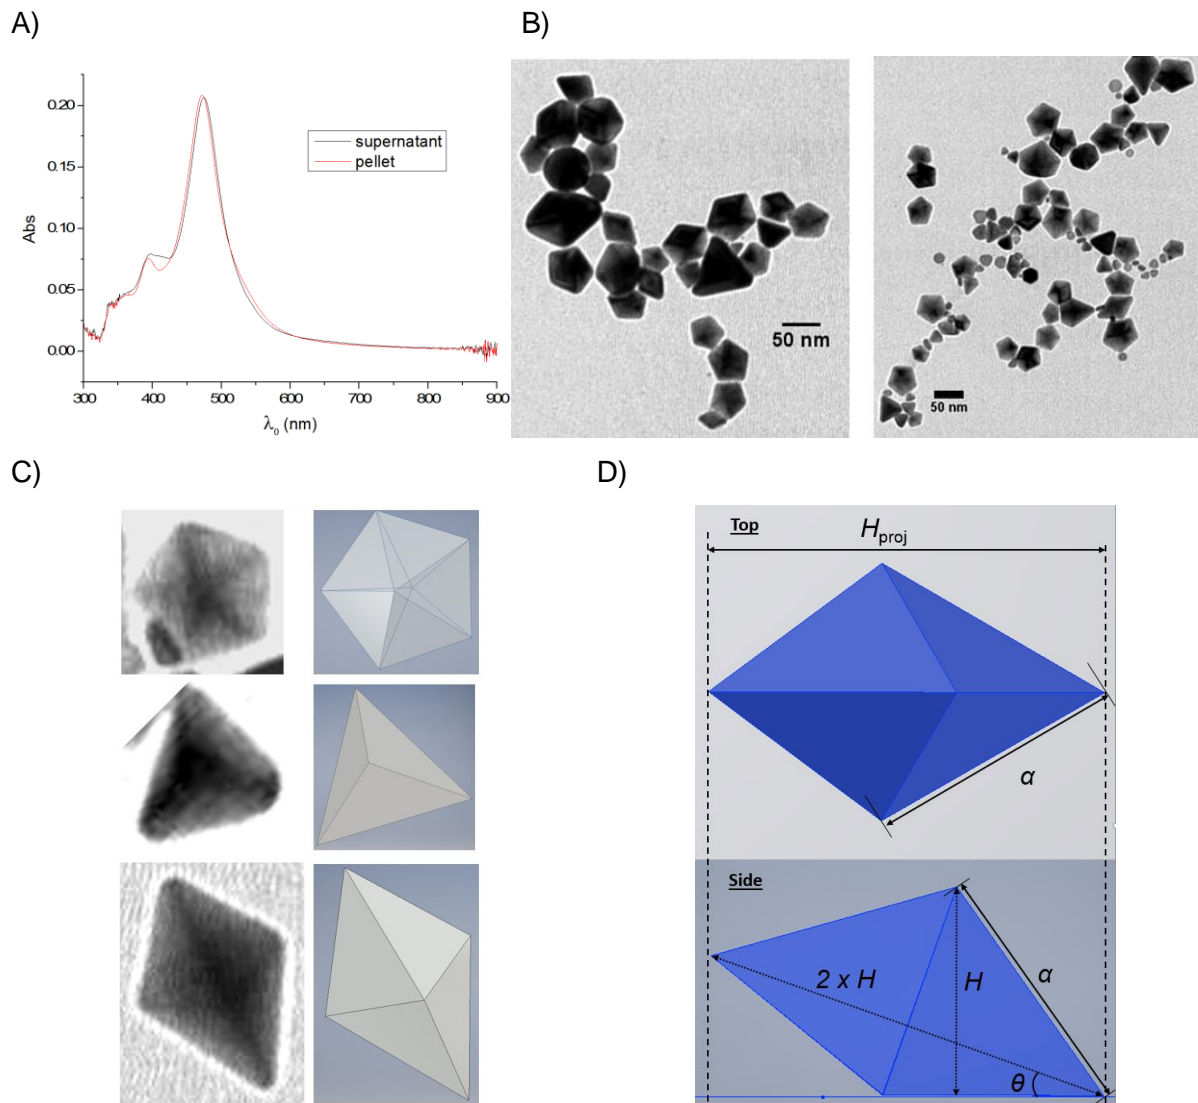 A)
B)
supernatant
pellet
0.20
0.15
0.10
0.05
0.00
Abs
300 400 500 600 700 800 900
λ₀ (nm)
50 nm
50 nm
C)
D)
Top
Hproj
α
Side
2 x H
H
α
θ